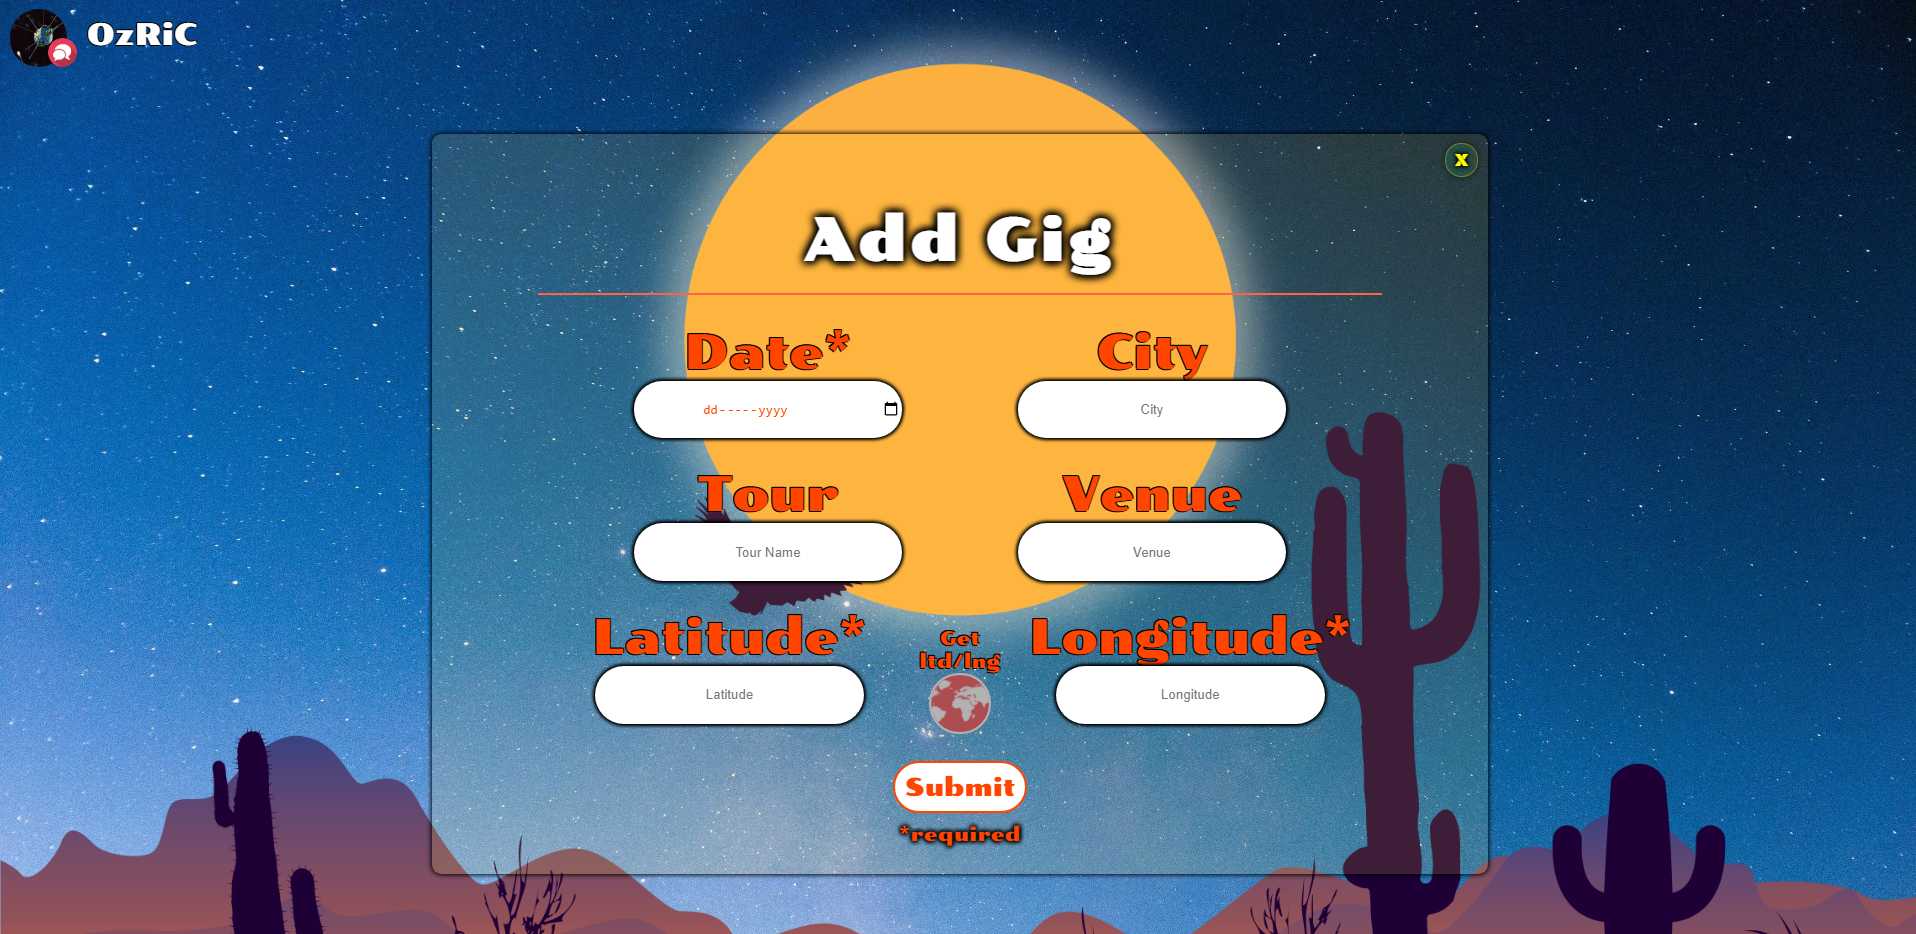 OzRiC
X
Add Gig
Date*
City
dd-----yyyy
City
Tour
Venue
Tour Name
Venue
Latitude*
Get
ltd/lng
Longitude*
Latitude
Longitude
Submit
*required